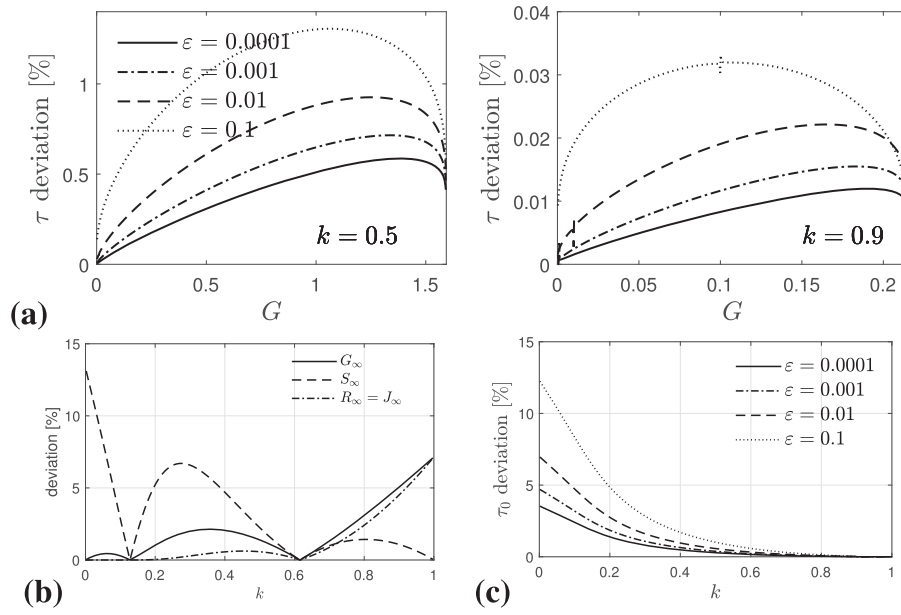 τ deviation [%]
1
0.5
0
ε = 0.0001
ε = 0.001
ε = 0.01
ε = 0.1
k = 0.5
0 0.5 1 1.5
G
τ deviation [%]
0.04
0.03
0.02
0.01
0
k = 0.9
0 0.05 0.1 0.15 0.2
G
(a)
deviation [%]
15
10
5
0
G∞
S∞
R∞ = J∞
0 0.2 0.4 0.6 0.8 1
k
(b)
τ₀ deviation [%]
15
10
5
0
ε = 0.0001
ε = 0.001
ε = 0.01
ε = 0.1
0 0.2 0.4 0.6 0.8 1
k
(c)